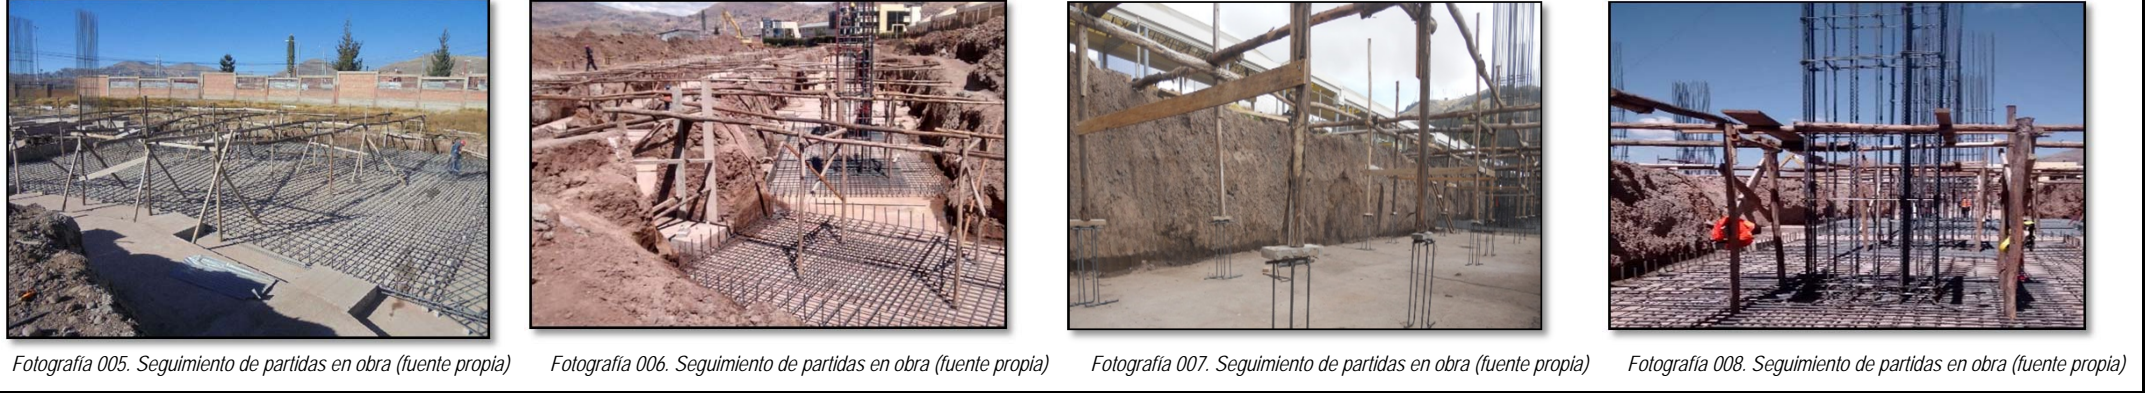 Fotografía 005. Seguimiento de partidas en obra (fuente propia)
Fotografía 006. Seguimiento de partidas en obra (fuente propia)
Fotografía 007. Seguimiento de partidas en obra (fuente propia)
Fotografía 008. Seguimiento de partidas en obra (fuente propia)